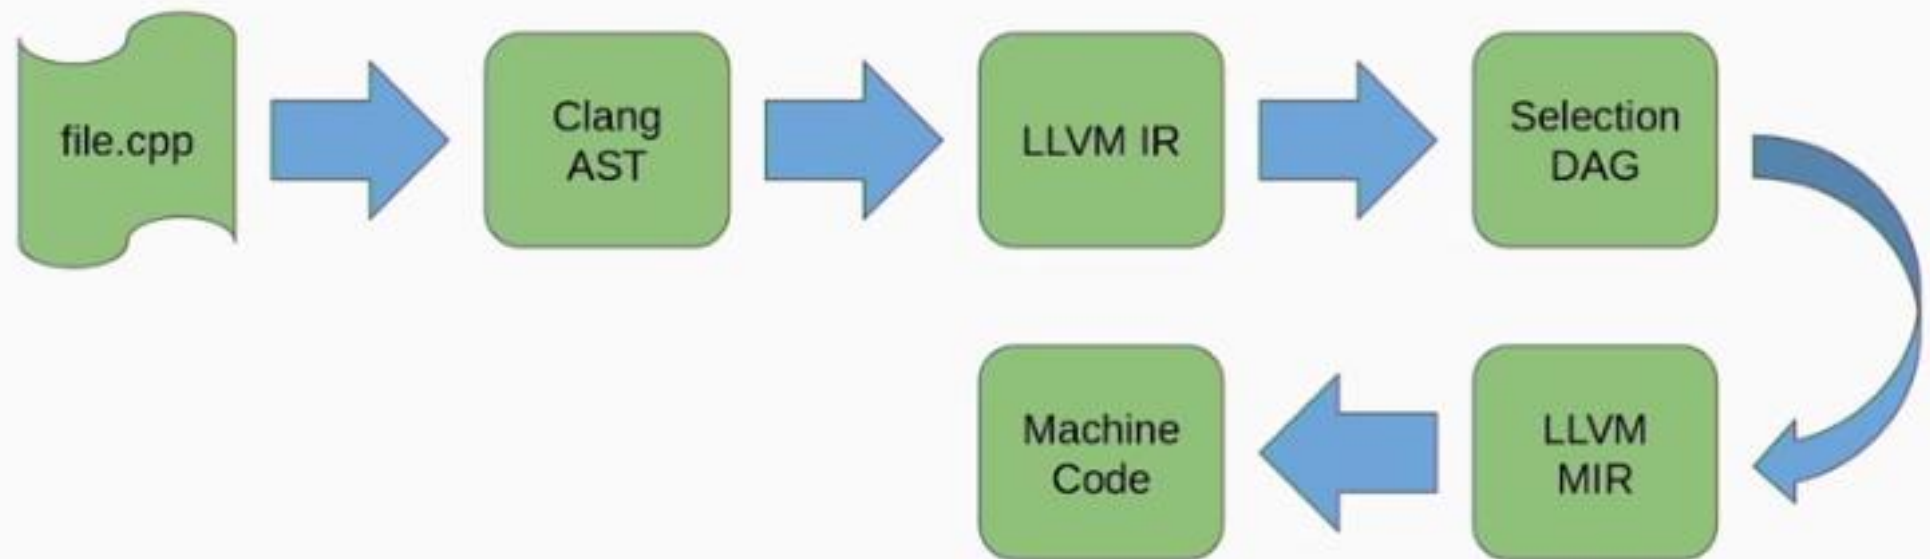 file.cpp
Clang
AST
LLVM IR
Selection
DAG
LLVM
MIR
Machine
Code